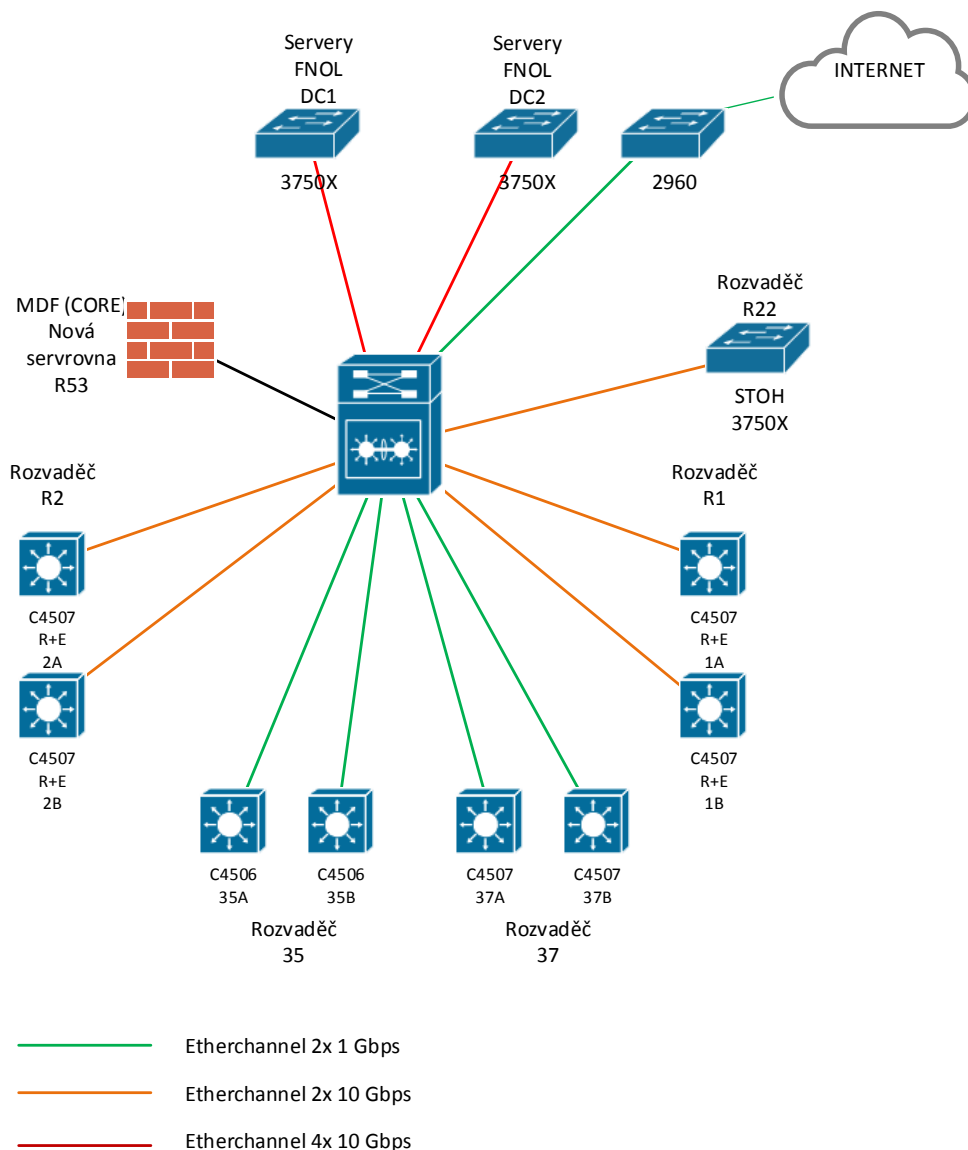 Servery
FNOL
DC1
3750X
Servery
FNOL
DC2
3750X
2960
INTERNET
MDF (CORE)
Nová
servrovna
R53
Rozvaděč
R22
STOH
3750X
Rozvaděč
R2
C4507
R+E
2A
C4507
R+E
2B
Rozvaděč
R1
C4507
R+E
1A
C4507
R+E
1B
C4506
35A
C4506
35B
Rozvaděč
35
C4507
37A
C4507
37B
Rozvaděč
37
Etherchannel 2x 1 Gbps
Etherchannel 2x 10 Gbps
Etherchannel 4x 10 Gbps